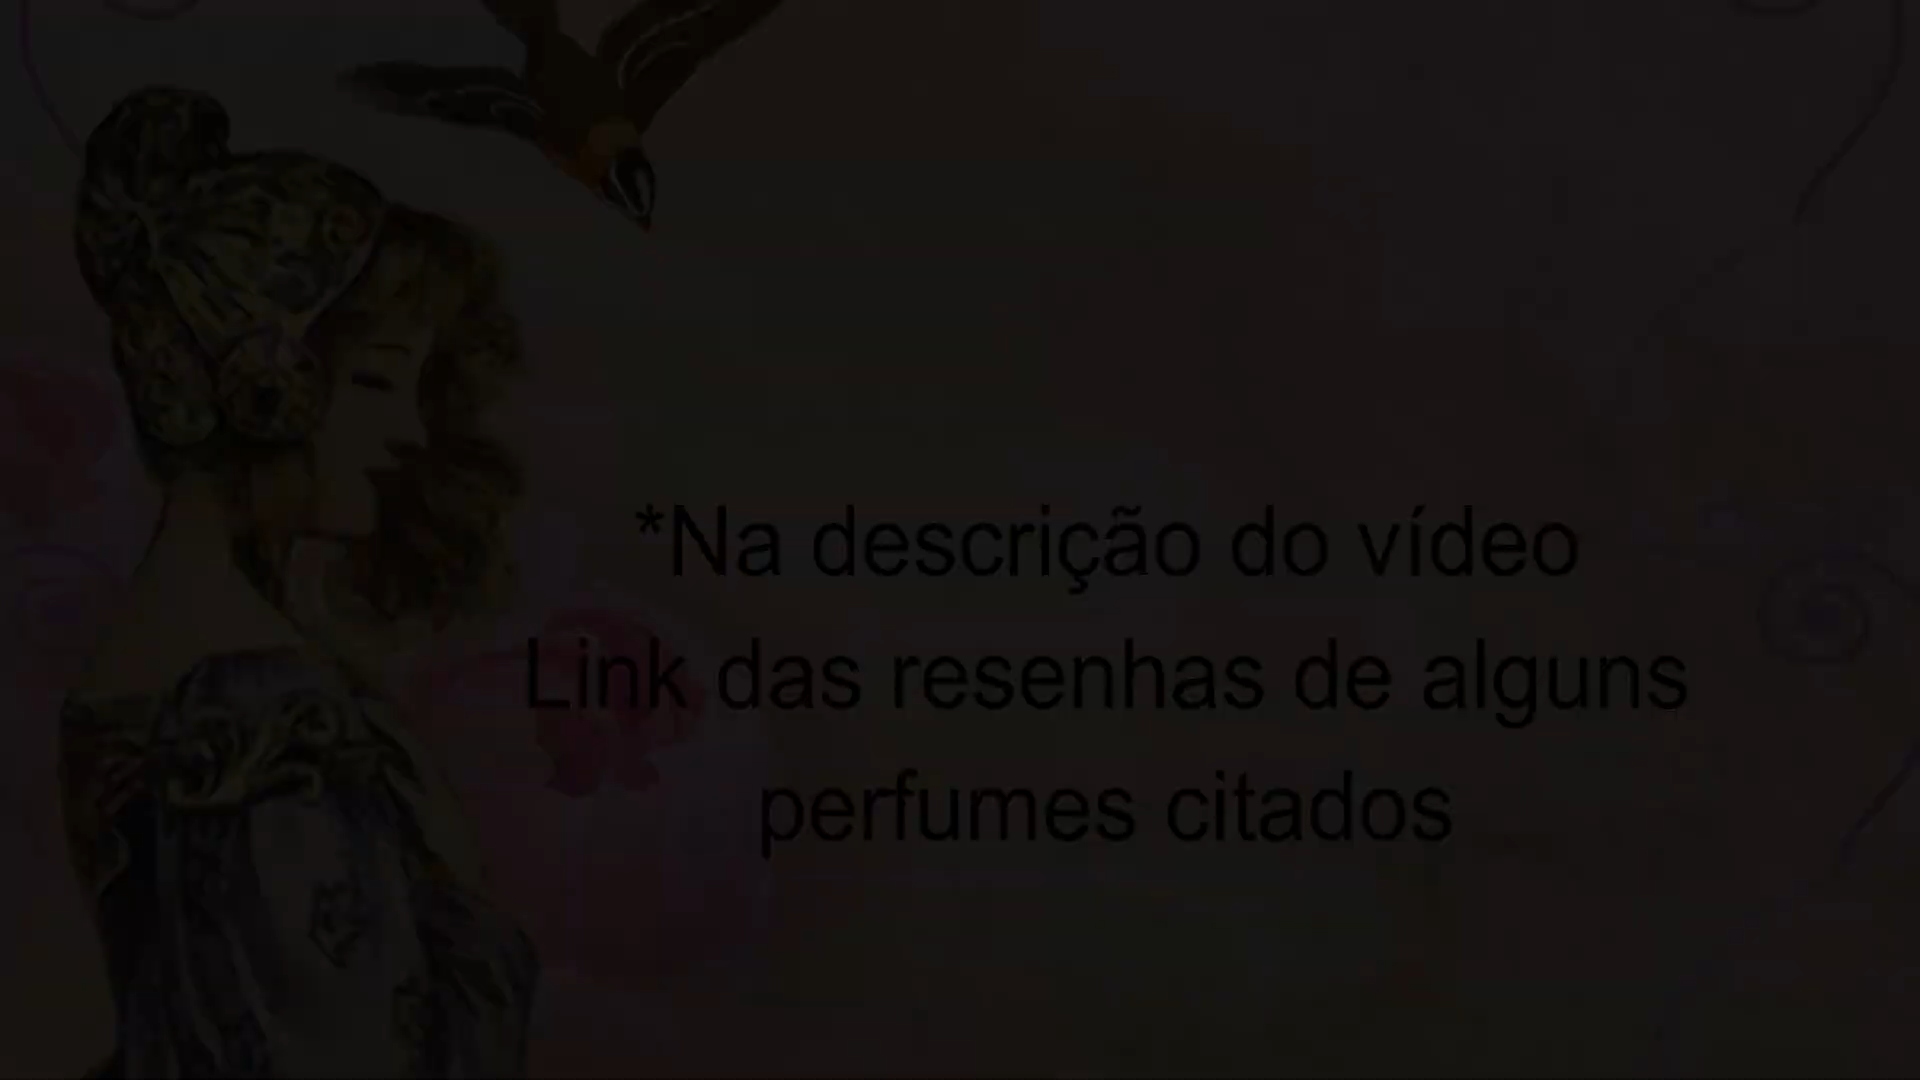 *Na descrição do vídeo
Link das resenhas de alguns
perfumes citados